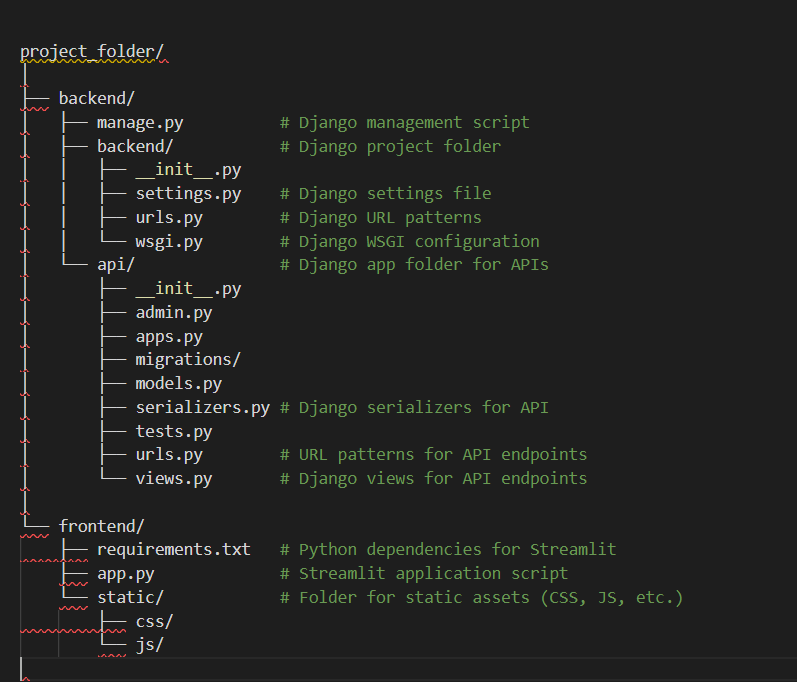 project_folder/
│
├── backend/
│   ├── manage.py          # Django management script
│   ├── backend/           # Django project folder
│   │   ├── __init__.py
│   │   ├── settings.py    # Django settings file
│   │   ├── urls.py        # Django URL patterns
│   │   └── wsgi.py        # Django WSGI configuration
│   └── api/               # Django app folder for APIs
│       ├── __init__.py
│       ├── admin.py
│       ├── apps.py
│       ├── migrations/
│       ├── models.py
│       ├── serializers.py # Django serializers for API
│       ├── tests.py
│       ├── urls.py        # URL patterns for API endpoints
│       └── views.py       # Django views for API endpoints
│
└── frontend/
    ├── requirements.txt   # Python dependencies for Streamlit
    ├── app.py             # Streamlit application script
    └── static/            # Folder for static assets (CSS, JS, etc.)
        ├── css/
        └── js/